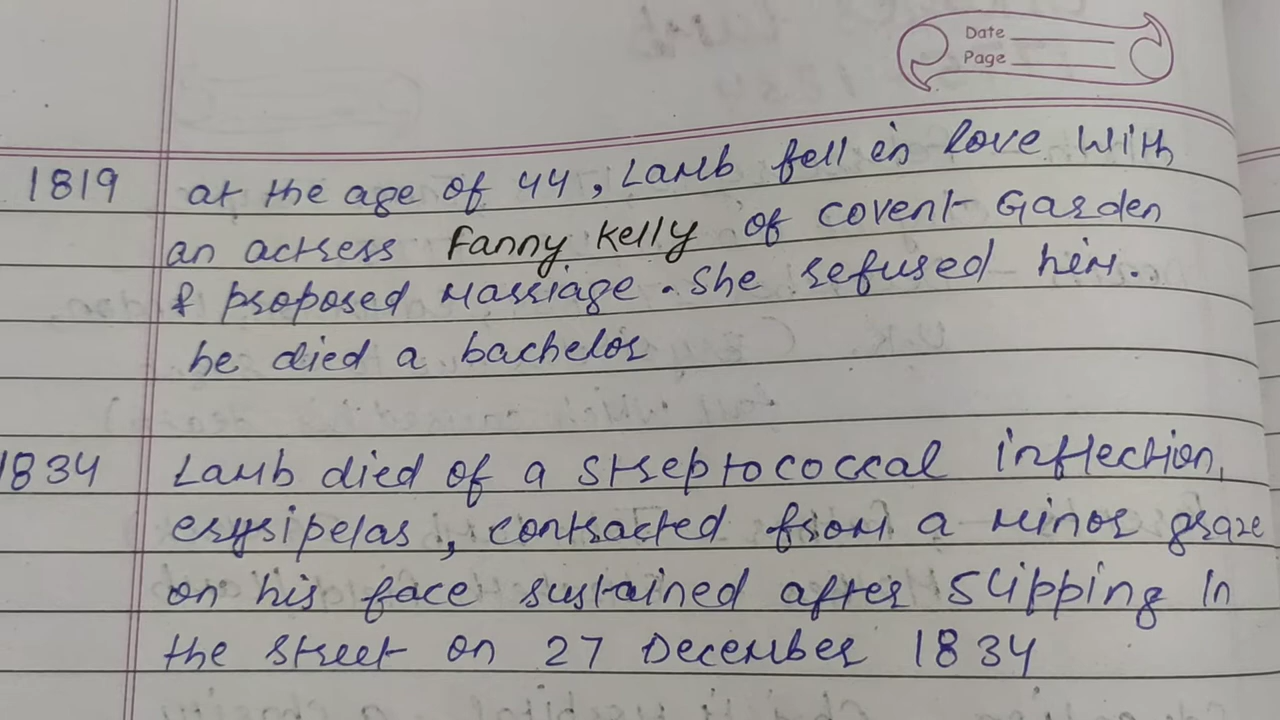 Date
Page
1819 at the age of 44, Lamb fell in love With
an actress Fanny Kelly of Covent Garden
& proposed Marriage. She refused him.
he died a bachelor
1834 Lamb died of a streptococcal inflection,
erysipelas, contracted from a minor graze
on his face sustained after Slipping In
the street on 27 December 1834